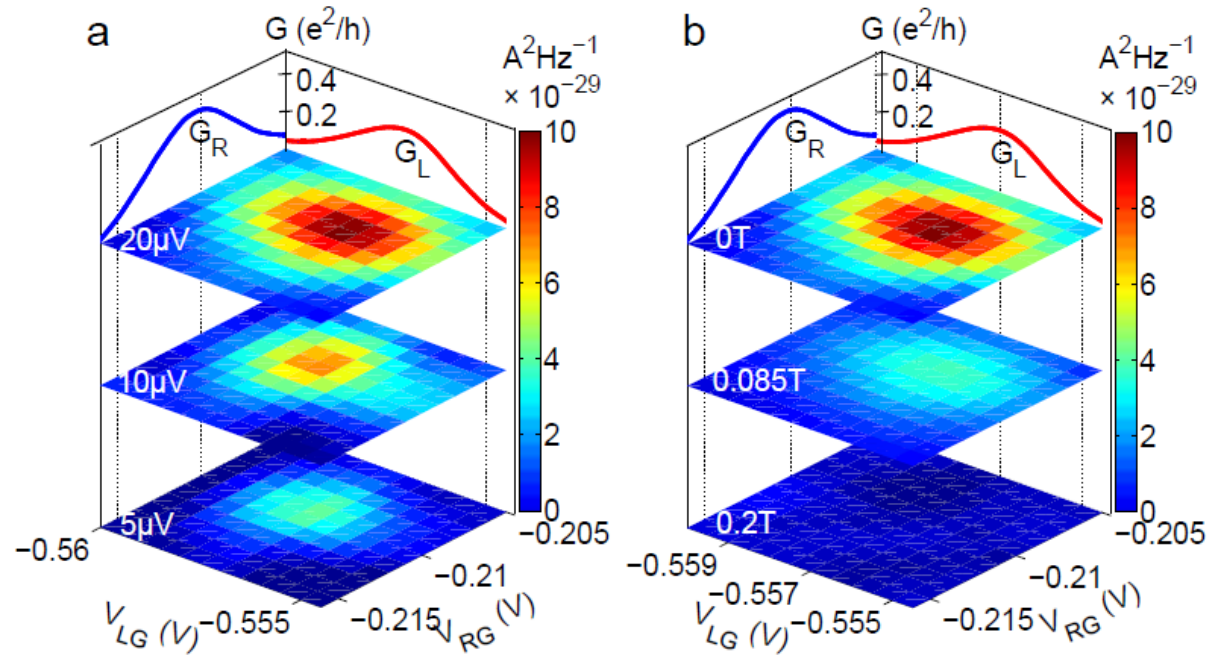 a
G (e²/h)
0.4
0.2
G_R
G_L
A²Hz⁻¹
× 10⁻²⁹
10
8
6
4
2
0
20µV
10µV
5µV
−0.56
−0.555
V_LG (V)
−0.215
−0.21
−0.205
V_RG (V)
b
G (e²/h)
0.4
0.2
G_R
G_L
A²Hz⁻¹
× 10⁻²⁹
10
8
6
4
2
0
0T
0.085T
0.2T
−0.559
−0.557
−0.555
V_LG (V)
−0.215
−0.21
−0.205
V_RG (V)